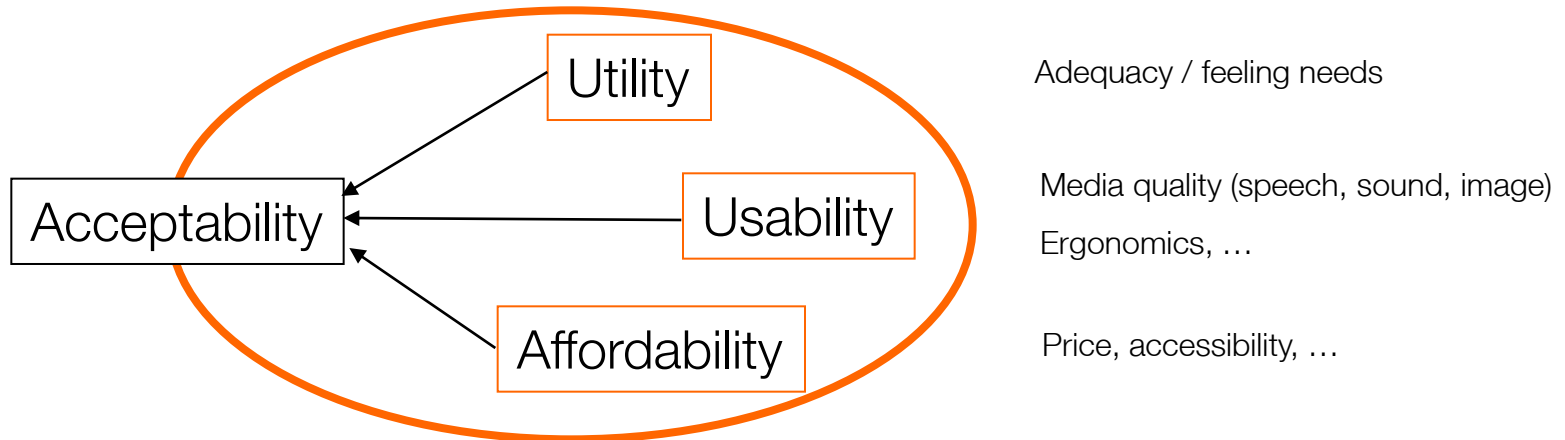 Utility
Adequacy / feeling needs
Acceptability
Usability
Media quality (speech, sound, image)
Ergonomics, …
Affordability
Price, accessibility, …